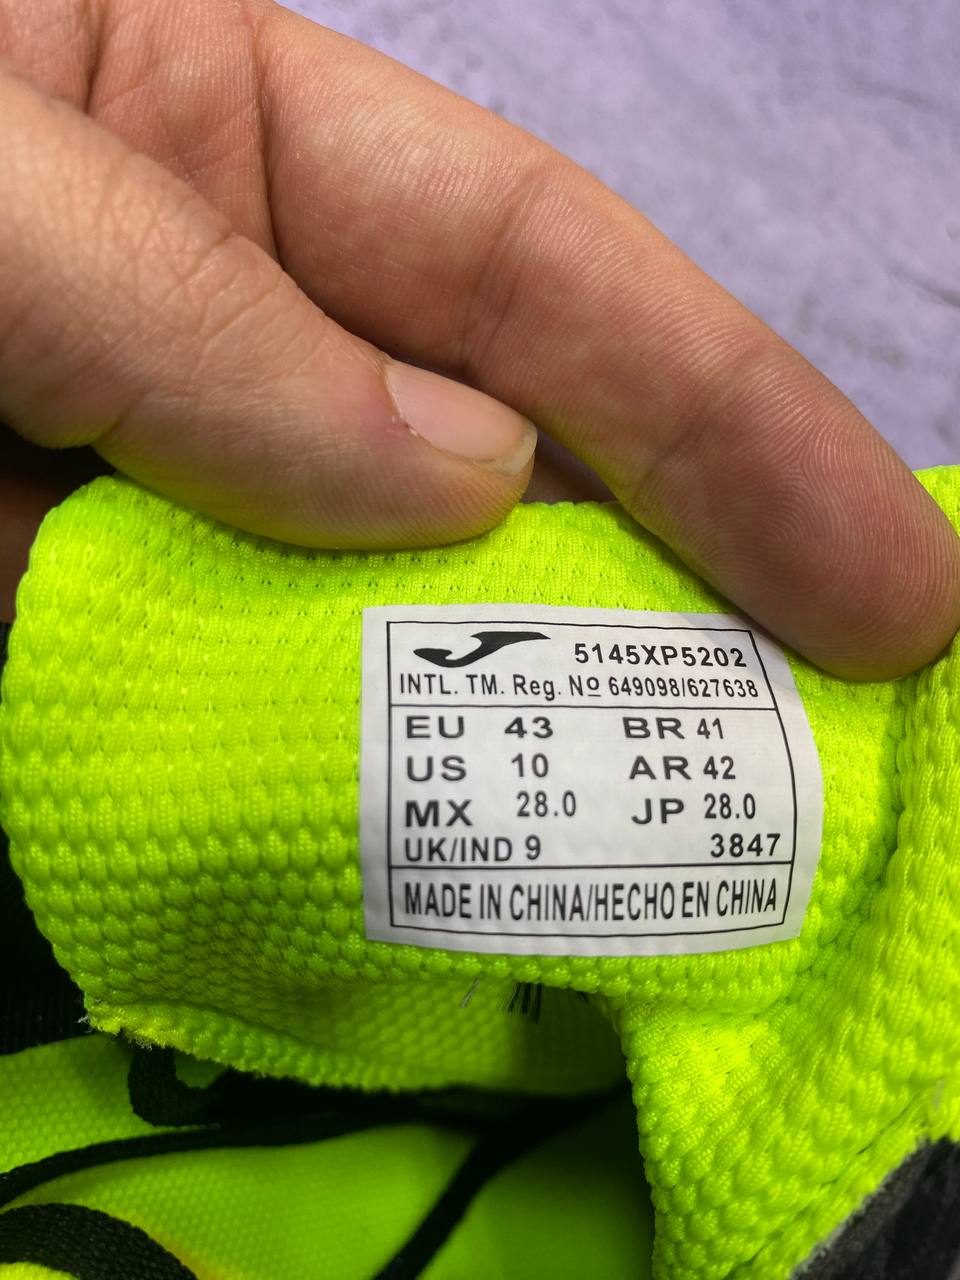 5145XP5202
INTL. TM. Reg. Nº 649098/627638
EU 43 BR 41
US 10 AR 42
MX 28.0 JP 28.0
UK/IND 9 3847
MADE IN CHINA/HECHO EN CHINA